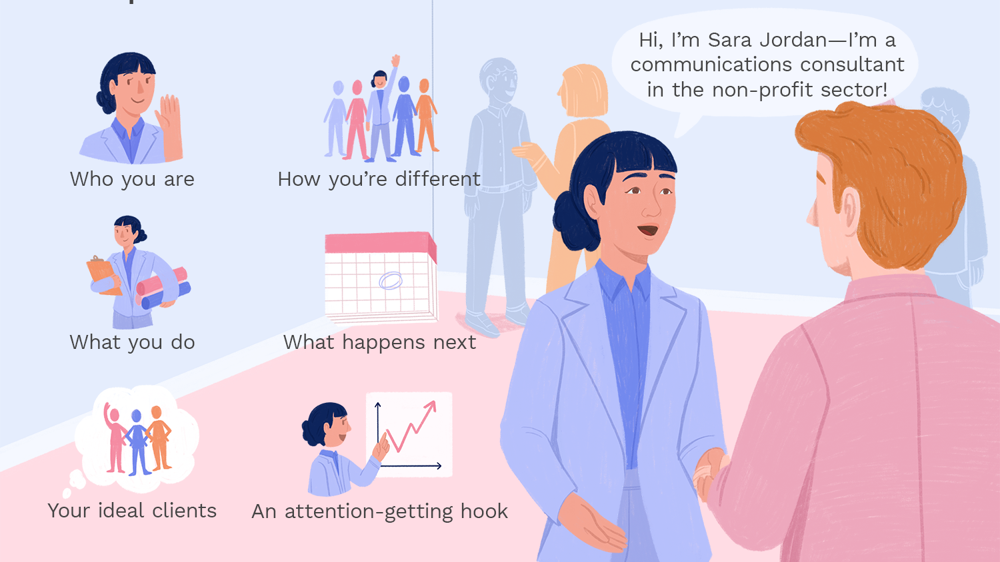 Hi, I'm Sara Jordan—I'm a
communications consultant
in the non-profit sector!
Who you are
How you're different
What you do
What happens next
Your ideal clients
An attention-getting hook